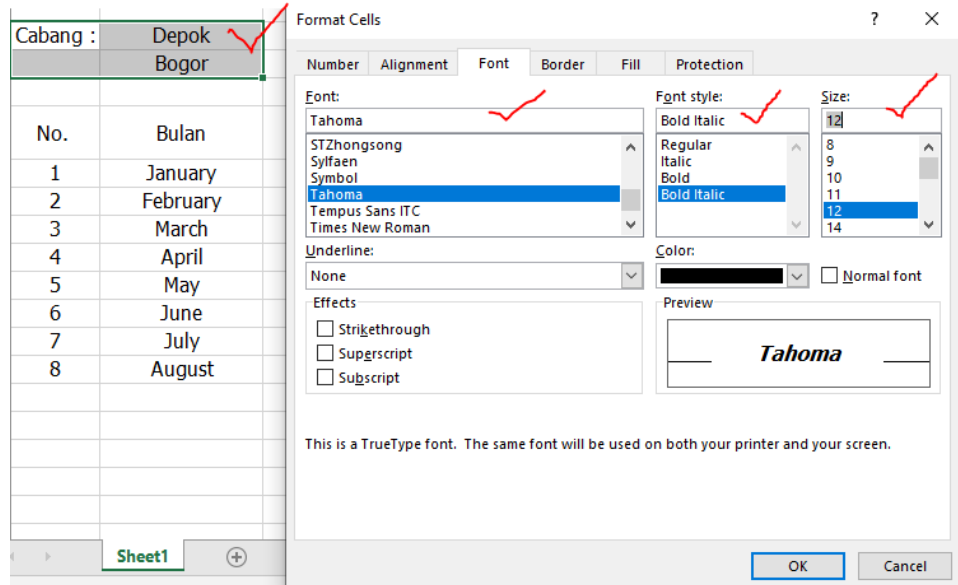 Cabang : Depok
Bogor
No. Bulan
1 January
2 February
3 March
4 April
5 May
6 June
7 July
8 August
Sheet1
Format Cells
?
Number Alignment Font Border Fill Protection
Font: Font style: Size:
Tahoma Bold Italic 12
STZhongsong Regular 8
Sylfaen Italic 9
Symbol Bold 10
Tahoma Bold Italic 11
Tempus Sans ITC 12
Times New Roman 14
Underline: Color:
None Normal font
Effects Preview
Strikethrough
Superscript
Subscript
Tahoma
This is a TrueType font. The same font will be used on both your printer and your screen.
OK Cancel